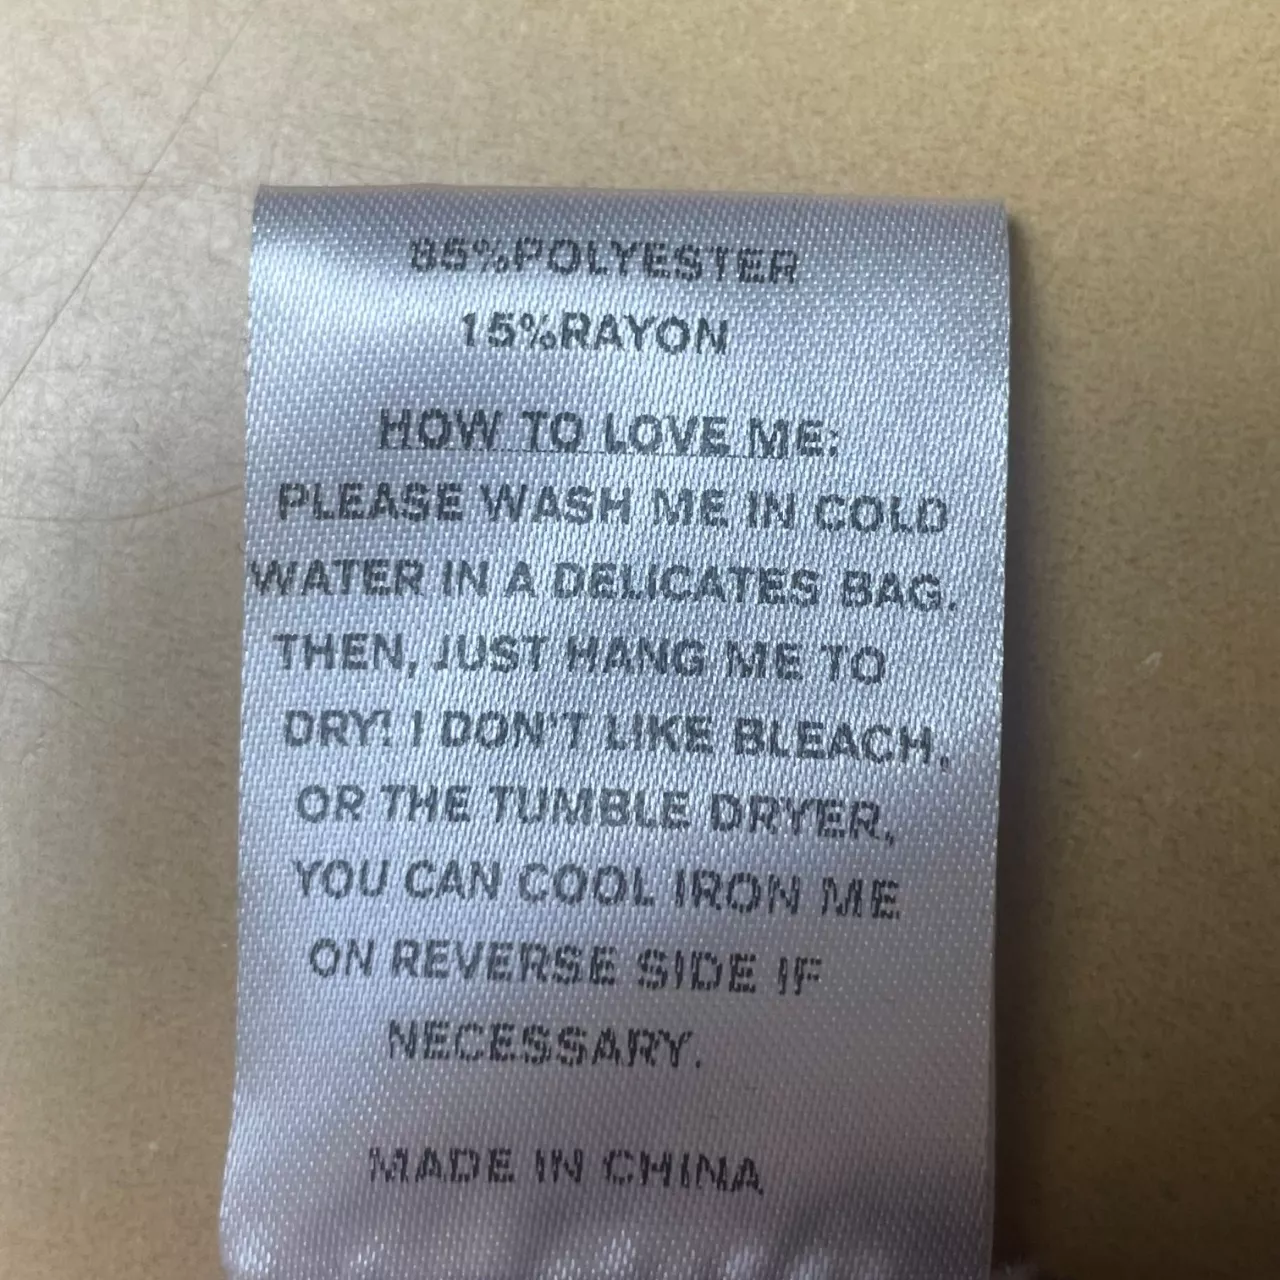 85%POLYESTER
15%RAYON
HOW TO LOVE ME:
PLEASE WASH ME IN COLD
WATER IN A DELICATES BAG.
THEN, JUST HANG ME TO
DRY! I DON'T LIKE BLEACH,
OR THE TUMBLE DRYER,
YOU CAN COOL IRON ME
ON REVERSE SIDE IF
NECESSARY.
MADE IN CHINA